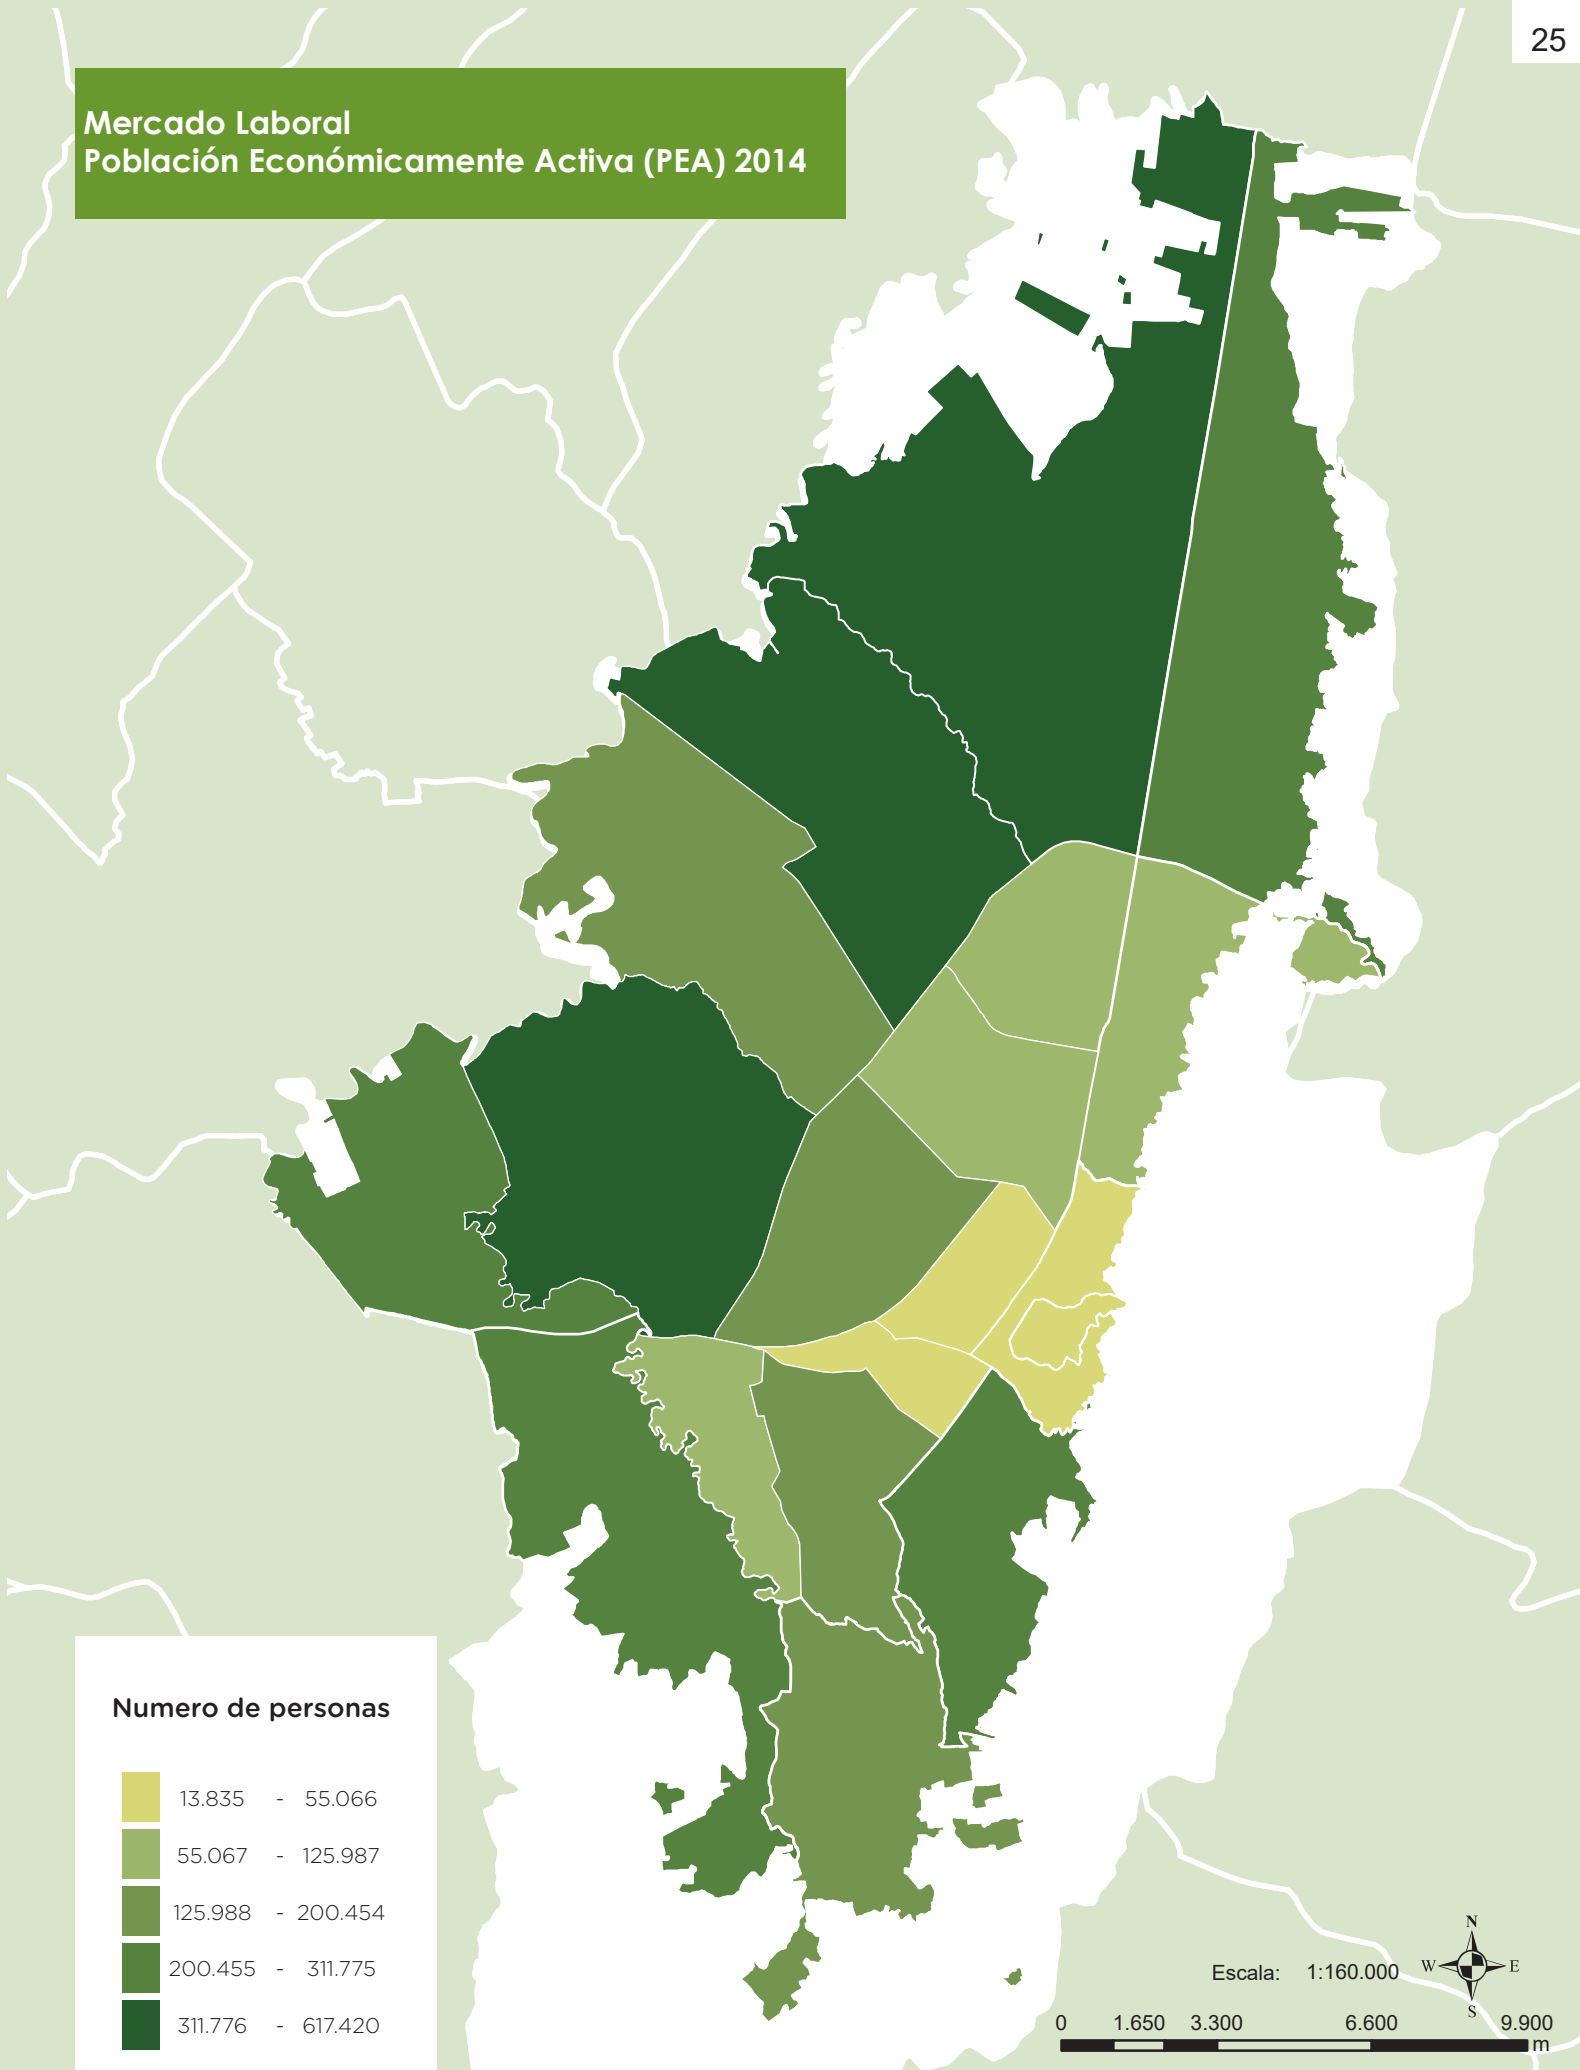 25
Mercado Laboral
Población Económicamente Activa (PEA) 2014
Numero de personas
13.835 - 55.066
55.067 - 125.987
125.988 - 200.454
200.455 - 311.775
311.776 - 617.420
Escala: 1:160.000
N
W E
S
0 1.650 3.300 6.600 9.900
m